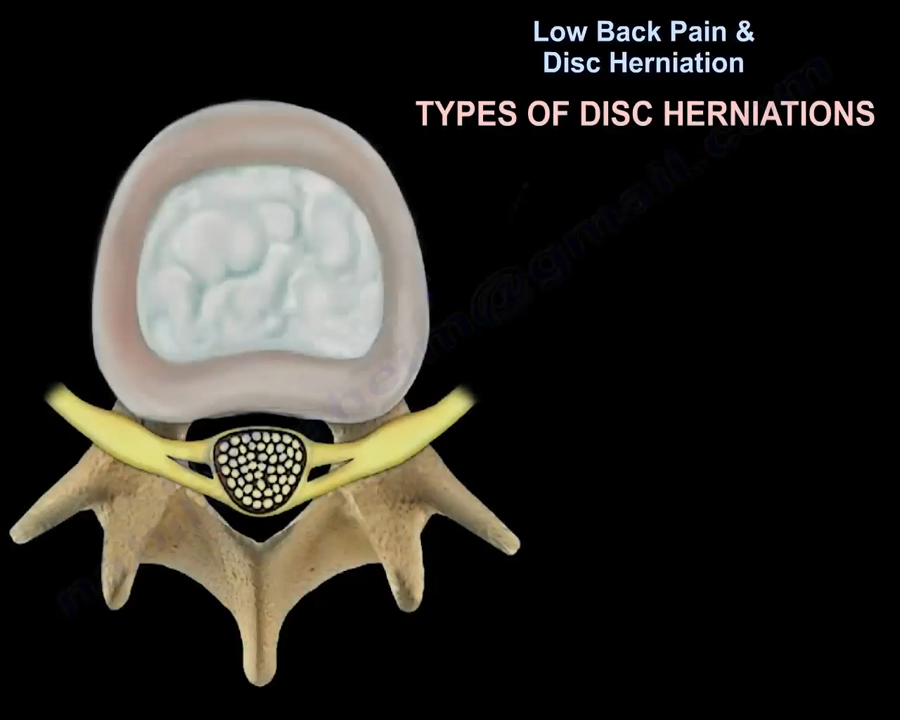 Low Back Pain &
Disc Herniation
TYPES OF DISC HERNIATIONS